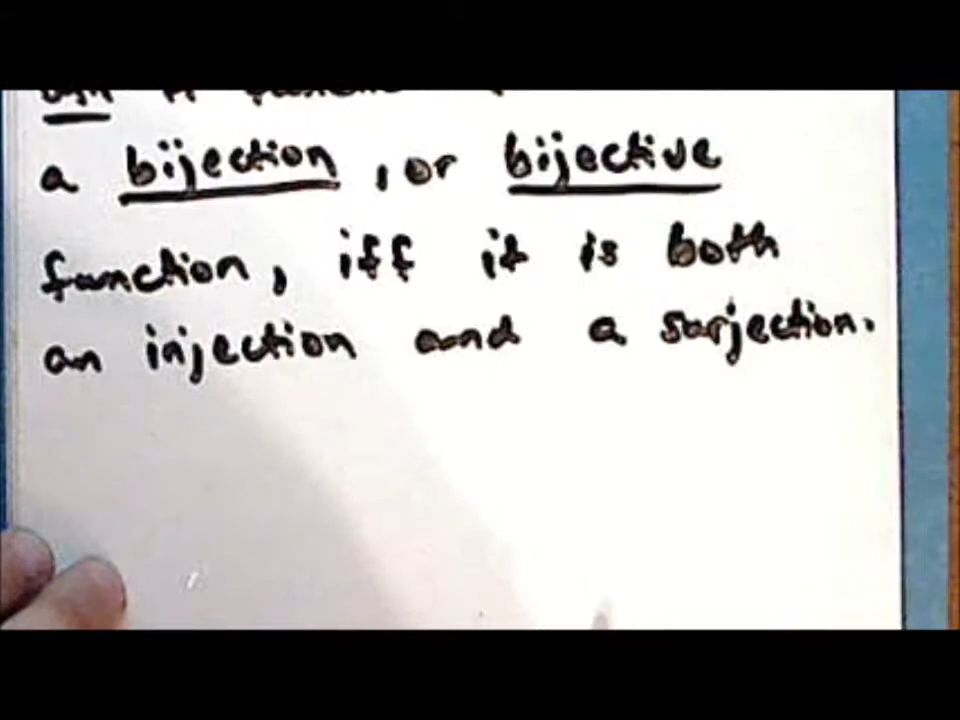 a bijection, or bijective
function, iff it is both
an injection and a surjection.